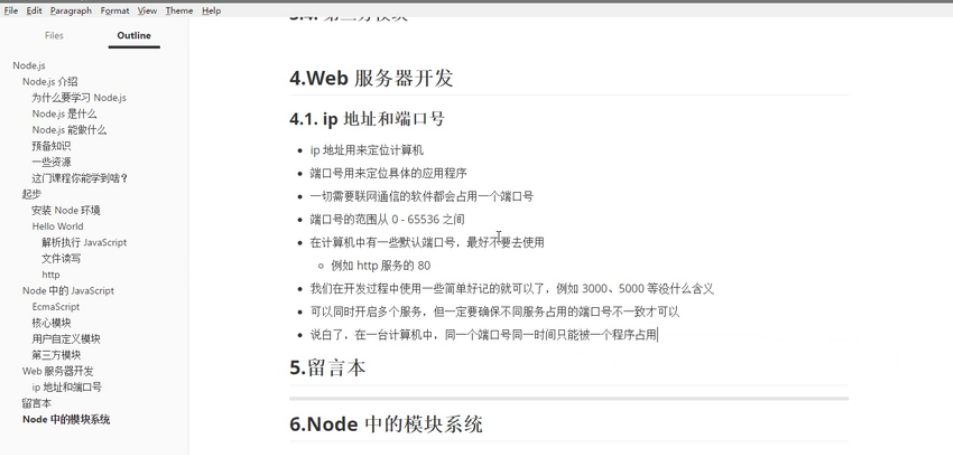 File Edit Paragraph Format View Theme Help
Files Outline
Node.js
Node.js 介绍
为什么要学习 Node.js
Node.js 是什么
Node.js 能做什么
预备知识
一些资源
这门课程你能学到啥？
起步
安装 Node 环境
Hello World
解析执行 JavaScript
文件读写
http
Node 中的 JavaScript
EcmaScript
核心模块
用户自定义模块
第三方模块
Web 服务器开发
ip 地址和端口号
留言本
Node 中的模块系统
3.4. 第三方模块
4.Web 服务器开发
4.1. ip 地址和端口号
ip 地址用来定位计算机
端口号用来定位具体的应用程序
一切需要联网通信的软件都会占用一个端口号
端口号的范围从 0 - 65536 之间
在计算机中有一些默认端口号，最好不要去使用
例如 http 服务的 80
我们在开发过程中使用一些简单好记的就可以了，例如 3000、5000 等没什么含义
可以同时开启多个服务，但一定要确保不同服务占用的端口号不一致才可以
说白了，在一台计算机中，同一个端口号同一时间只能被一个程序占用
5.留言本
6.Node 中的模块系统